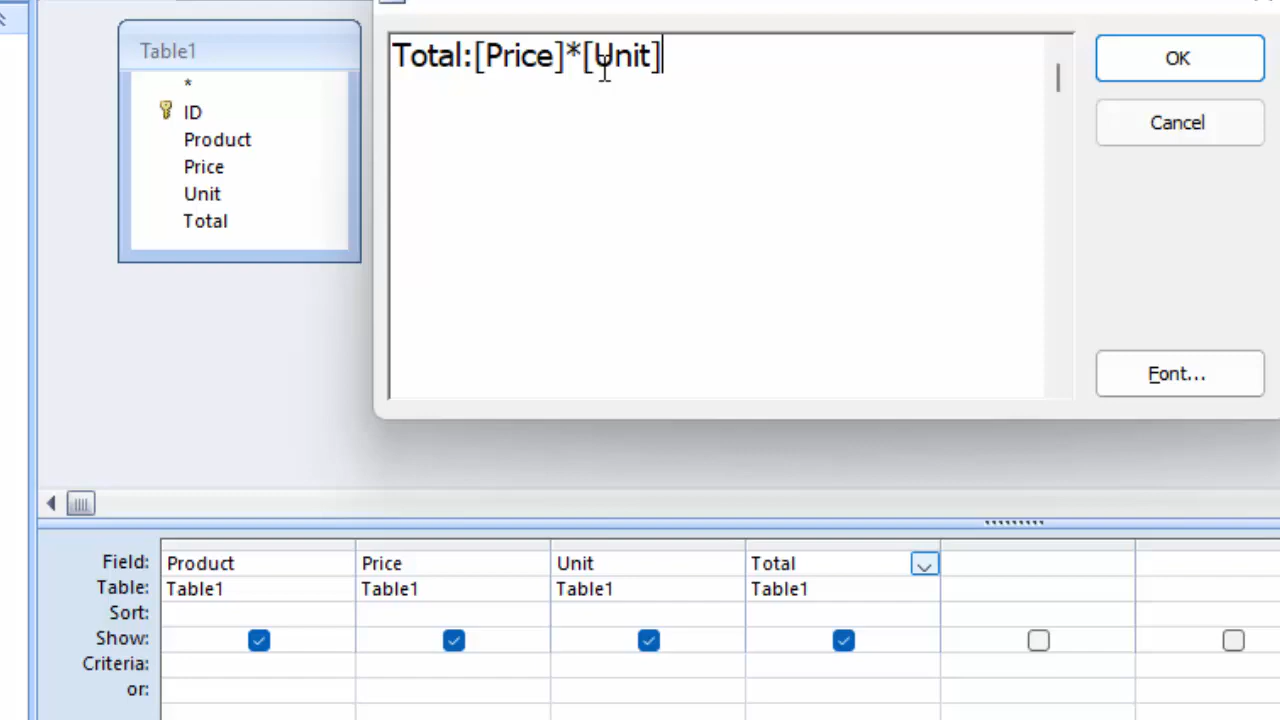 Table1
*
ID
Product
Price
Unit
Total
Total:[Price]*[Unit]
OK
Cancel
Font...
Field: Product Price Unit Total
Table: Table1 Table1 Table1 Table1
Sort:
Show:
Criteria:
or: